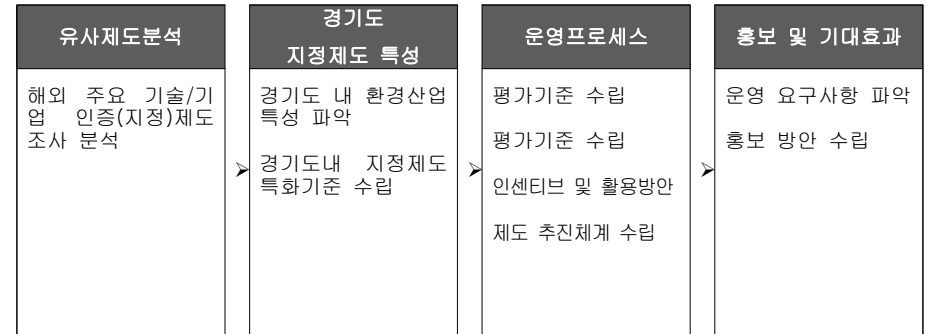 유사제도분석
해외 주요 기술/기
업 인증(지정)제도
조사 분석
경기도
지정제도 특성
경기도 내 환경산업
특성 파악
경기도내 지정제도
특화기준 수립
운영프로세스
평가기준 수립
평가기준 수립
인센티브 및 활용방안
제도 추진체계 수립
홍보 및 기대효과
운영 요구사항 파악
홍보 방안 수립